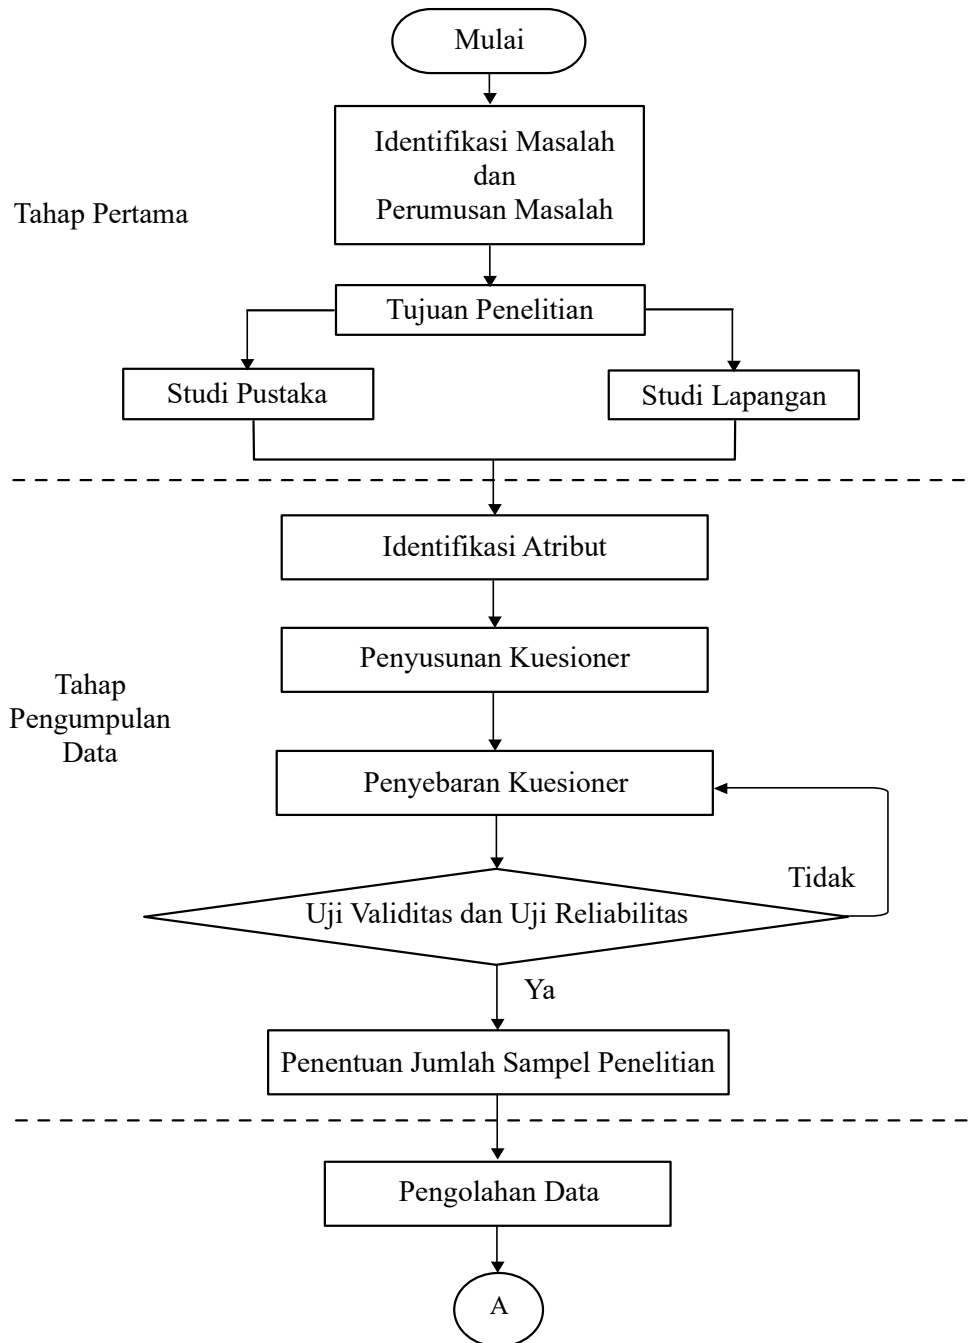 Mulai
Identifikasi Masalah
dan
Perumusan Masalah
Tahap Pertama
Tujuan Penelitian
Studi Pustaka
Studi Lapangan
Identifikasi Atribut
Penyusunan Kuesioner
Tahap
Pengumpulan
Data
Penyebaran Kuesioner
Tidak
Uji Validitas dan Uji Reliabilitas
Ya
Penentuan Jumlah Sampel Penelitian
Pengolahan Data
A